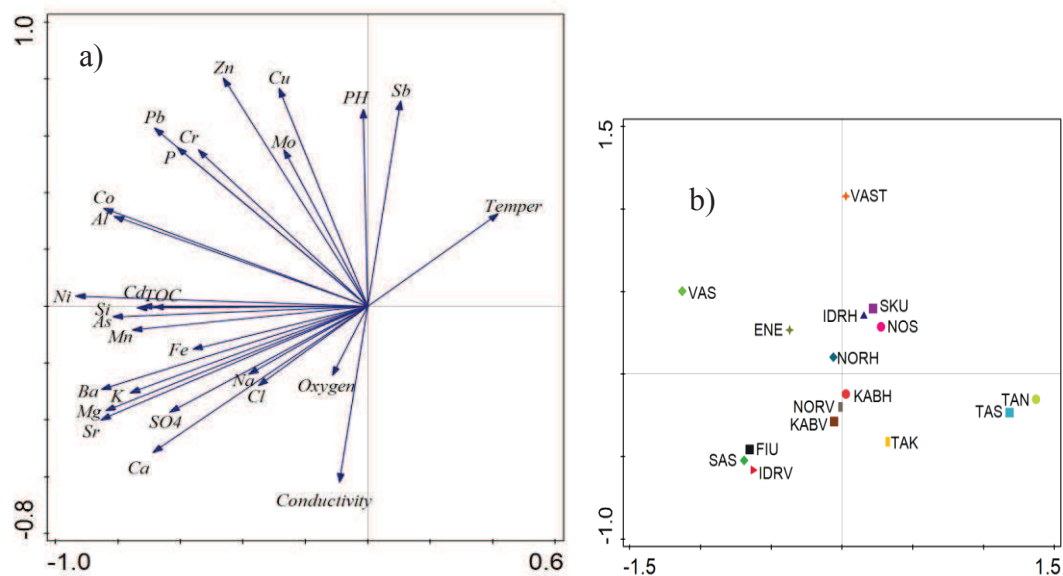 a)
1.0
Zn
Cu
PH
Sb
Pb
Cr
P
Mo
Temper
Co
Al
Ni
Cd TOC
Si
As
Mn
Fe
Na
Oxygen
Ba
K
Cl
Mg
SO4
Sr
Ca
Conductivity
-0.8
-1.0
0.6
b)
1.5
VAST
VAS
SKU
IDRH
NOS
ENE
NORH
KABH
TAN
NORV
TAS
KABV
TAK
FIU
SAS
IDRV
-1.0
-1.5
1.5